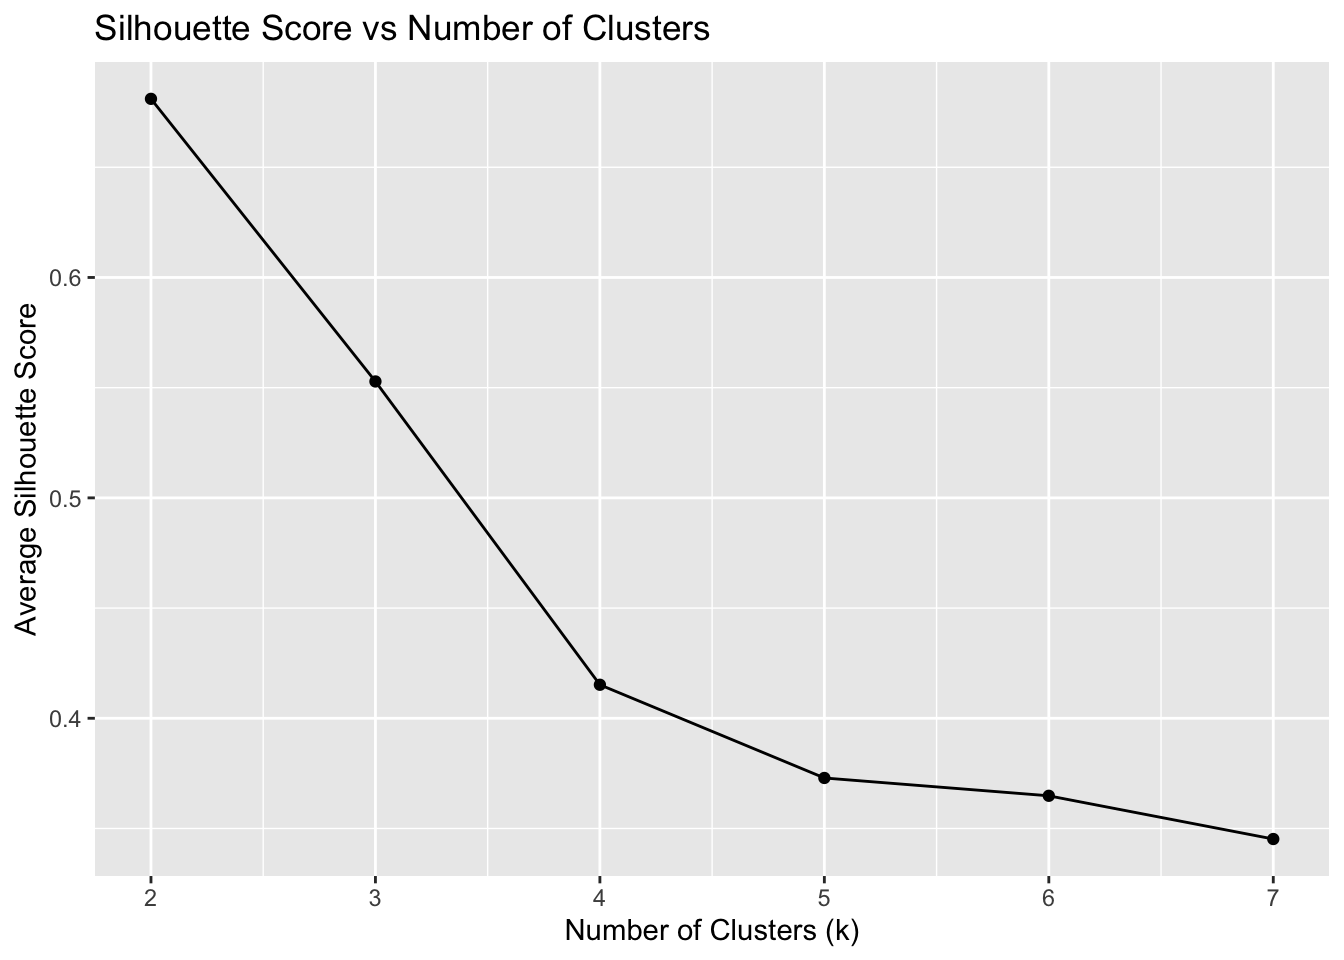 Silhouette Score vs Number of Clusters
Average Silhouette Score
0.6
0.5
0.4
2 3 4 5 6 7
Number of Clusters (k)